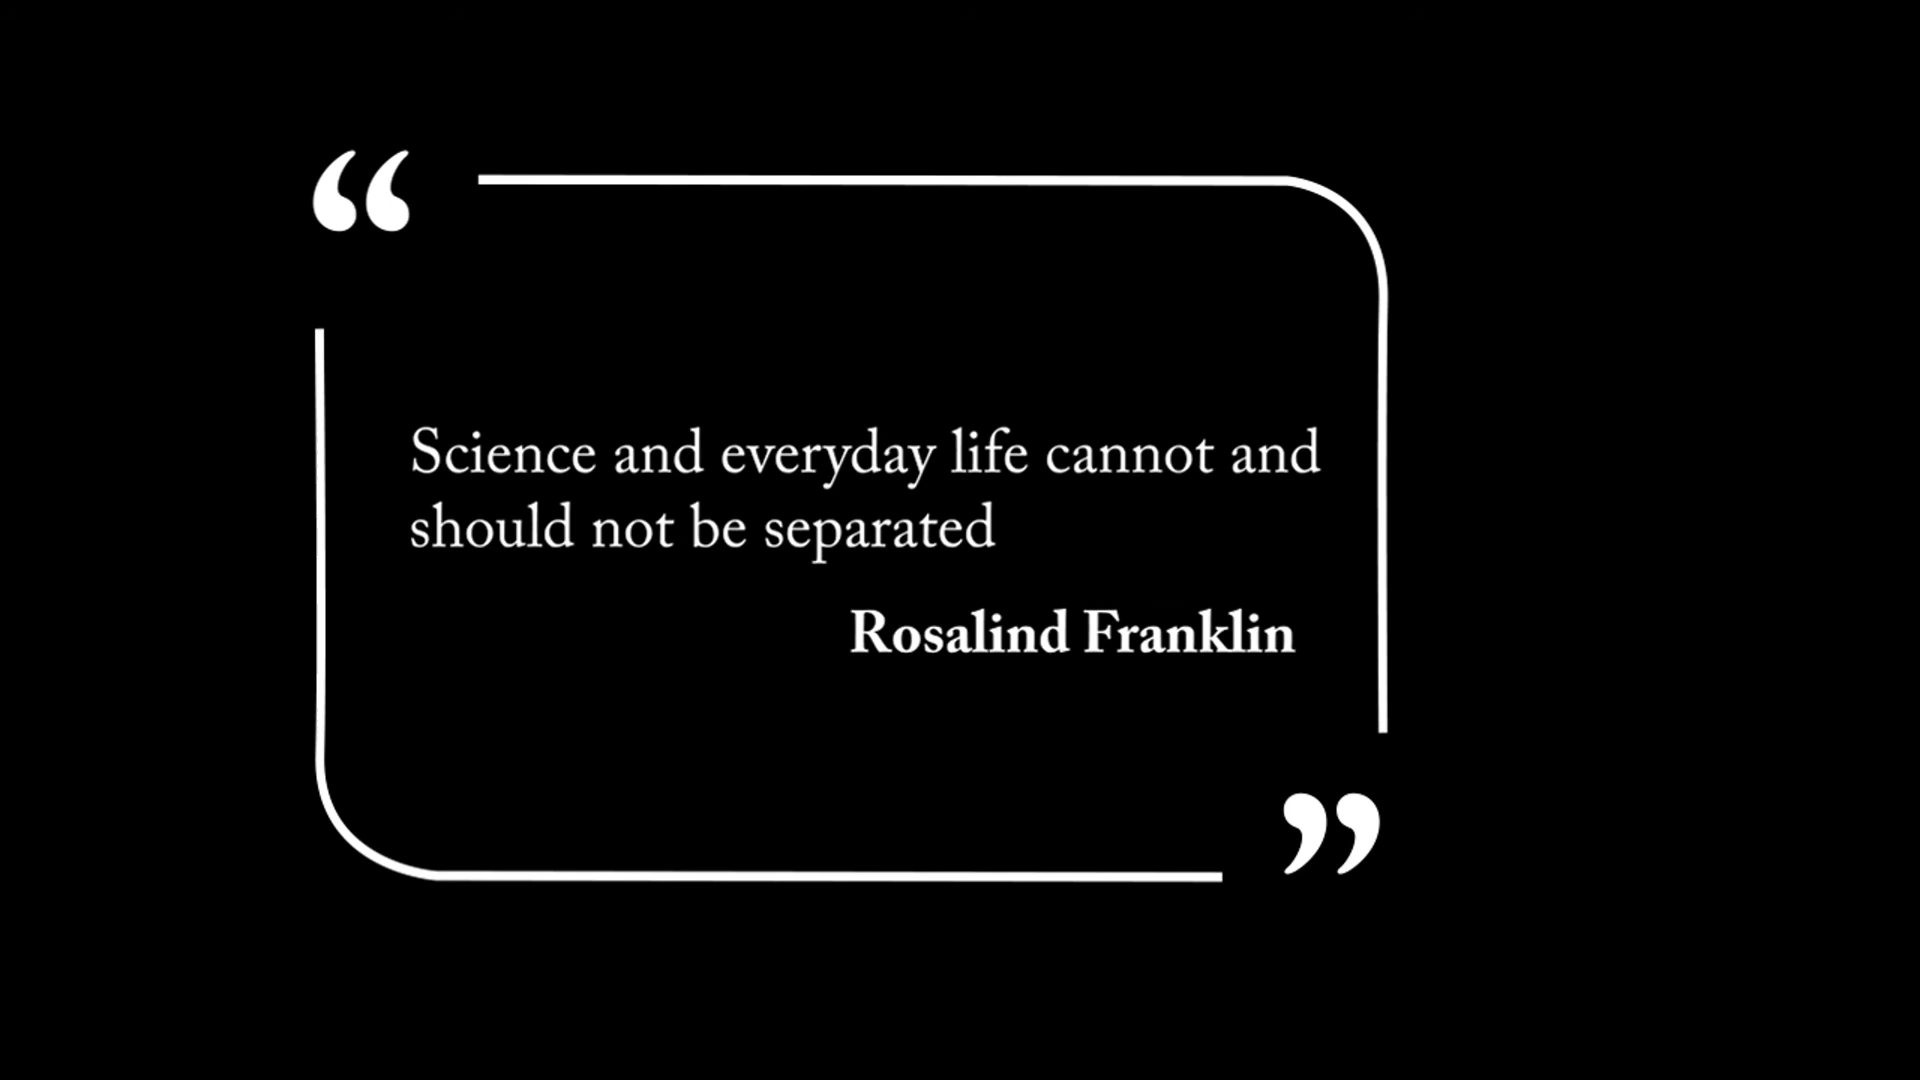 “
Science and everyday life cannot and
should not be separated
Rosalind Franklin
”